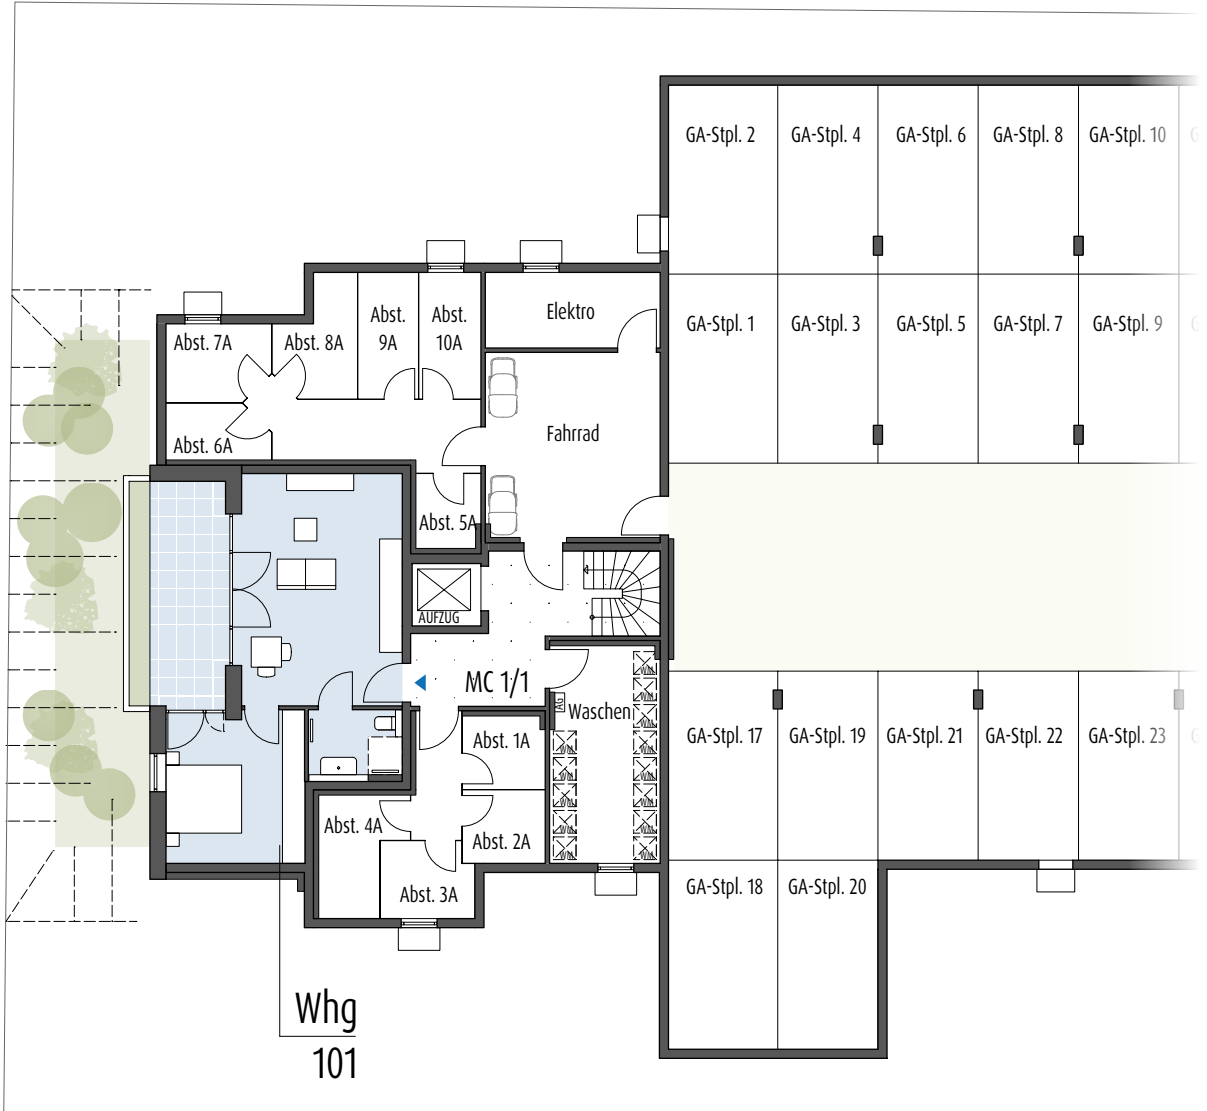 GA-Stpl. 2
GA-Stpl. 4
GA-Stpl. 6
GA-Stpl. 8
GA-Stpl. 10
G
Elektro
Abst. 7A
Abst. 8A
Abst.
9A
Abst.
10A
GA-Stpl. 1
GA-Stpl. 3
GA-Stpl. 5
GA-Stpl. 7
GA-Stpl. 9
G
Abst. 6A
Fahrrad
Abst. 5A
AUFZUG
MC 1/1
AG
Waschen
Abst. 1A
Abst. 4A
Abst. 2A
Abst. 3A
GA-Stpl. 17
GA-Stpl. 19
GA-Stpl. 21
GA-Stpl. 22
GA-Stpl. 23
G
GA-Stpl. 18
GA-Stpl. 20
Whg
101